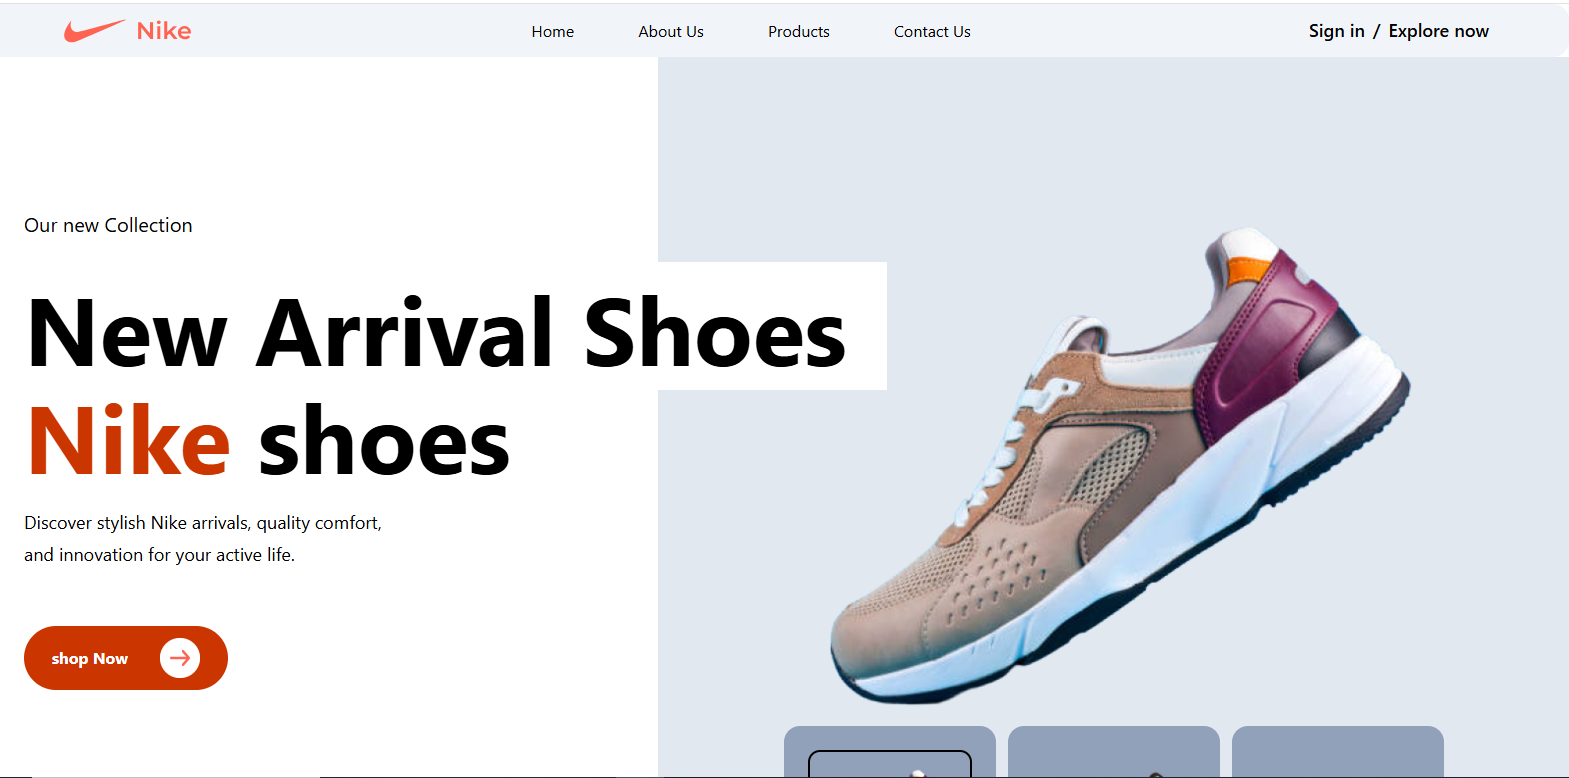 Nike
Home
About Us
Products
Contact Us
Sign in / Explore now
Our new Collection
New Arrival Shoes
Nike shoes
Discover stylish Nike arrivals, quality comfort,
and innovation for your active life.
shop Now